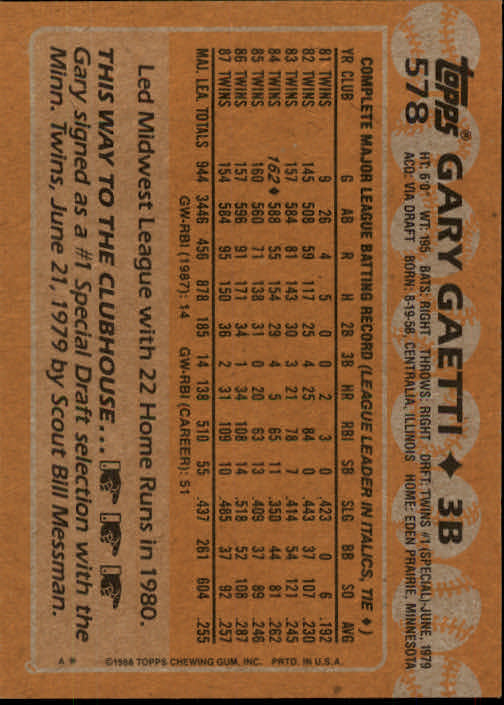 topps®
578
GARY GAETTI ♦ 3B
HT: 6'0" WT: 195 BATS: RIGHT THROWS: RIGHT DRFT: TWINS #1 (SPECIAL)-JUNE, 1979
ACQ: VIA DRAFT BORN: 8-19-58, CENTRALIA, ILLINOIS HOME: EDEN PRAIRIE, MINNESOTA
COMPLETE MAJOR LEAGUE BATTING RECORD (LEAGUE LEADER IN ITALICS, TIE ♦)
YR CLUB G AB R H 2B 3B HR RBI SB SLG BB SO AVG
81 TWINS 9 26 4 5 0 0 2 3 0 .423 0 6 .192
82 TWINS 145 508 59 117 25 4 25 84 0 .443 37 107 .230
83 TWINS 157 584 81 143 30 3 21 78 7 .414 54 121 .245
84 TWINS 162♦ 588 55 154 29 4 5 65 11 .350 44 81 .262
85 TWINS 160 560 71 138 31 0 20 63 13 .409 37 89 .246
86 TWINS 157 596 91 171 34 1 34 108 14 .518 52 108 .287
87 TWINS 154 584 95 150 36 2 31 109 10 .485 37 92 .257
MAJ. LEA. TOTALS 944 3446 456 878 185 14 138 510 55 .437 261 604 .255
GW-RBI (1987): 14 GW-RBI (CAREER): 51
Led Midwest League with 22 Home Runs in 1980.
THIS WAY TO THE CLUBHOUSE...
Gary signed as a #1 Special Draft selection with the
Minn. Twins, June 21, 1979 by Scout Bill Messman.
©1988 TOPPS CHEWING GUM, INC. PRTD. IN U.S.A.